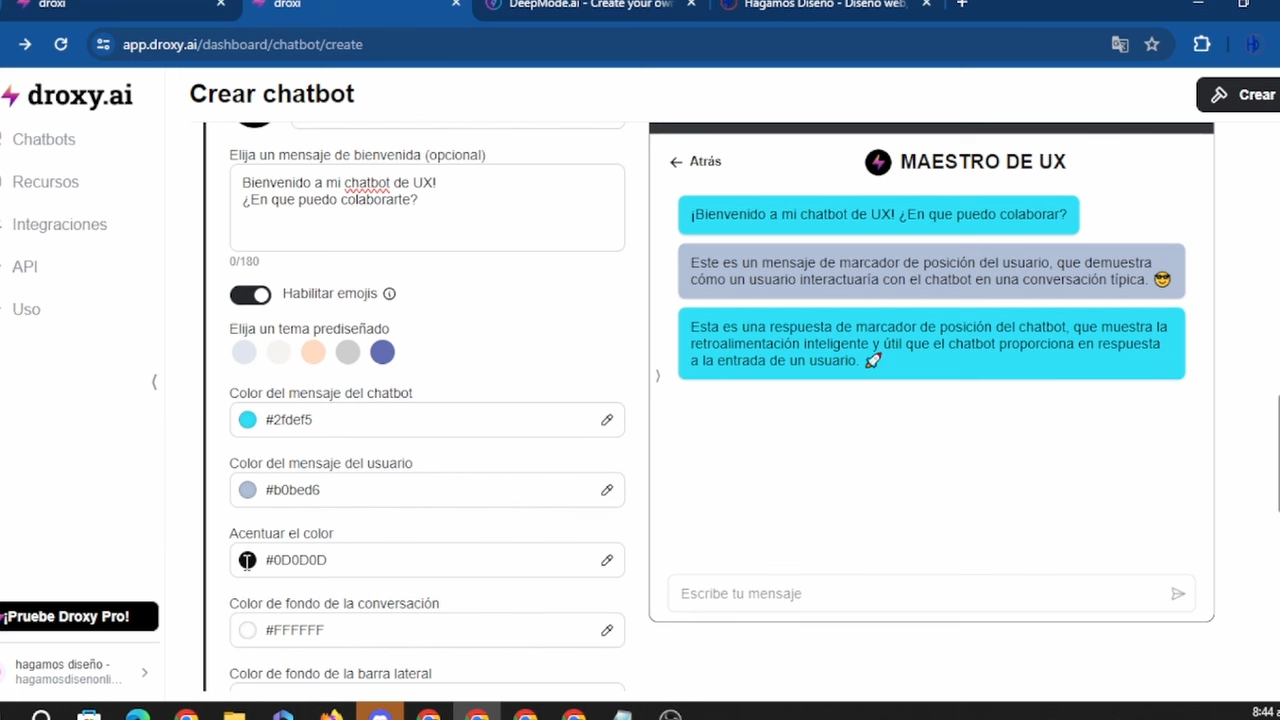 droxi
droxi
DeepMode.ai - Create your own
Hagamos Diseño - Diseño web,
app.droxy.ai/dashboard/chatbot/create
droxy.ai
Crear chatbot
Crear
Chatbots
Recursos
Integraciones
API
Uso
¡Pruebe Droxy Pro!
hagamos diseño -
hagamosdisenonli...
Elija un mensaje de bienvenida (opcional)
Bienvenido a mi chatbot de UX!
¿En que puedo colaborarte?
0/180
Habilitar emojis
Elija un tema prediseñado
Color del mensaje del chatbot
#2fdef5
Color del mensaje del usuario
#b0bed6
Acentuar el color
#0D0D0D
Color de fondo de la conversación
#FFFFFF
Color de fondo de la barra lateral
Atrás
MAESTRO DE UX
¡Bienvenido a mi chatbot de UX! ¿En que puedo colaborar?
Este es un mensaje de marcador de posición del usuario, que demuestra
cómo un usuario interactuaría con el chatbot en una conversación típica. 😎
Esta es una respuesta de marcador de posición del chatbot, que muestra la
retroalimentación inteligente y útil que el chatbot proporciona en respuesta
a la entrada de un usuario. 🚀
Escribe tu mensaje
8:44